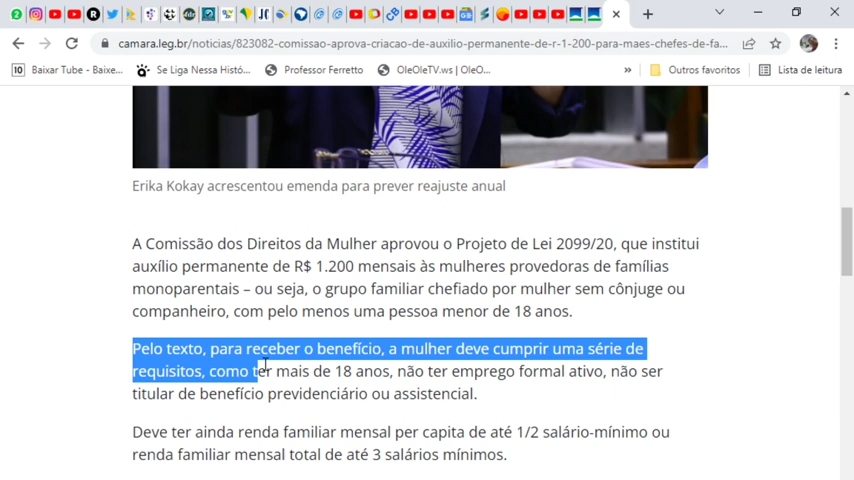 camara.leg.br/noticias/823082-comissao-aprova-criacao-de-auxilio-permanente-de-r-1-200-para-maes-chefes-de-fa...
Baixar Tube - Baixe...
Se Liga Nessa Histó...
Professor Ferretto
OleOleTV.ws | OleO...
»
Outros favoritos
Lista de leitura
Erika Kokay acrescentou emenda para prever reajuste anual
A Comissão dos Direitos da Mulher aprovou o Projeto de Lei 2099/20, que institui
auxílio permanente de R$ 1.200 mensais às mulheres provedoras de famílias
monoparentais – ou seja, o grupo familiar chefiado por mulher sem cônjuge ou
companheiro, com pelo menos uma pessoa menor de 18 anos.
Pelo texto, para receber o benefício, a mulher deve cumprir uma série de
requisitos, como ter mais de 18 anos, não ter emprego formal ativo, não ser
titular de benefício previdenciário ou assistencial.
Deve ter ainda renda familiar mensal per capita de até 1/2 salário-mínimo ou
renda familiar mensal total de até 3 salários mínimos.